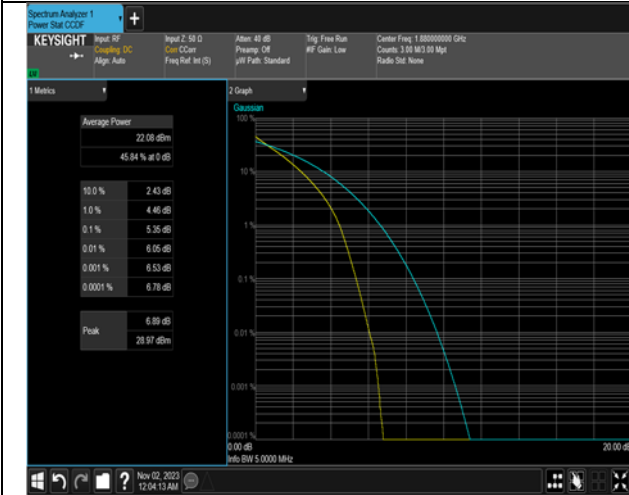 Spectrum Analyzer 1
Power Stat CCDF
KEYSIGHT
Input: RF
Coupling: DC
Align: Auto
Input Z: 50 Ω
Corr CCorr
Freq Ref: Int (S)
Atten: 40 dB
Preamp: Off
µW Path: Standard
Trig: Free Run
#IF Gain: Low
Center Freq: 1.880000000 GHz
Counts: 3.00 M/3.00 Mpt
Radio Std: None
1 Metrics
Average Power
22.08 dBm
45.84 % at 0 dB
10.0 % 2.43 dB
1.0 % 4.46 dB
0.1 % 5.35 dB
0.01 % 6.05 dB
0.001 % 6.53 dB
0.0001 % 6.78 dB
Peak
6.89 dB
28.97 dBm
2 Graph
Gaussian
100 %
10 %
1 %
0.1 %
0.01 %
0.001 %
0.0001 %
0.00 dB
20.00 dB
Info BW 5.0000 MHz
?
Nov 02, 2023
12:04:13 AM